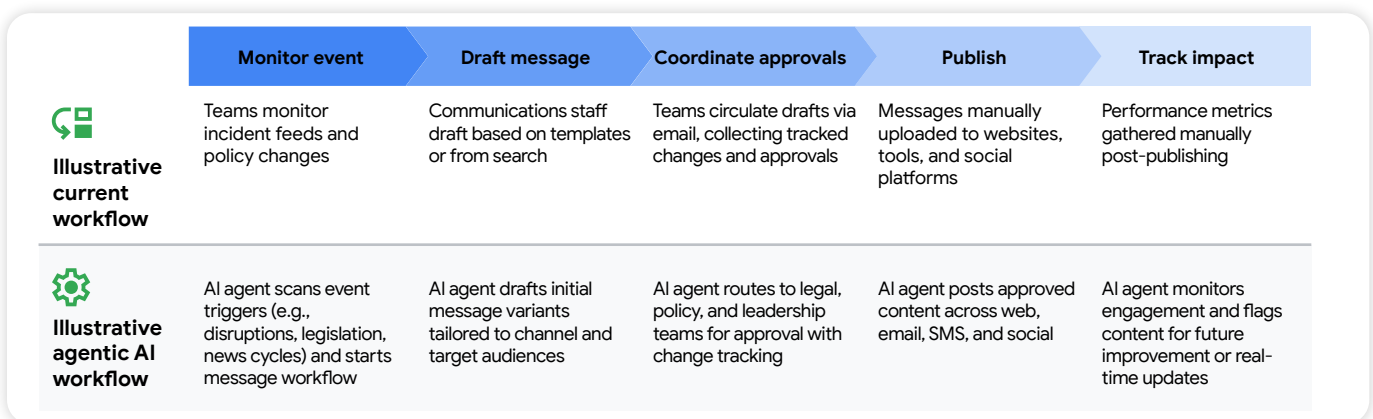 Monitor event
Draft message
Coordinate approvals
Publish
Track impact
Illustrative
current
workflow
Teams monitor
incident feeds and
policy changes
Communications staff
draft based on templates
or from search
Teams circulate drafts via
email, collecting tracked
changes and approvals
Messages manually
uploaded to websites,
tools, and social
platforms
Performance metrics
gathered manually
post-publishing
Illustrative
agentic AI
workflow
AI agent scans event
triggers (e.g.,
disruptions, legislation,
news cycles) and starts
message workflow
AI agent drafts initial
message variants
tailored to channel and
target audiences
AI agent routes to legal,
policy, and leadership
teams for approval with
change tracking
AI agent posts approved
content across web,
email, SMS, and social
AI agent monitors
engagement and flags
content for future
improvement or real-
time updates